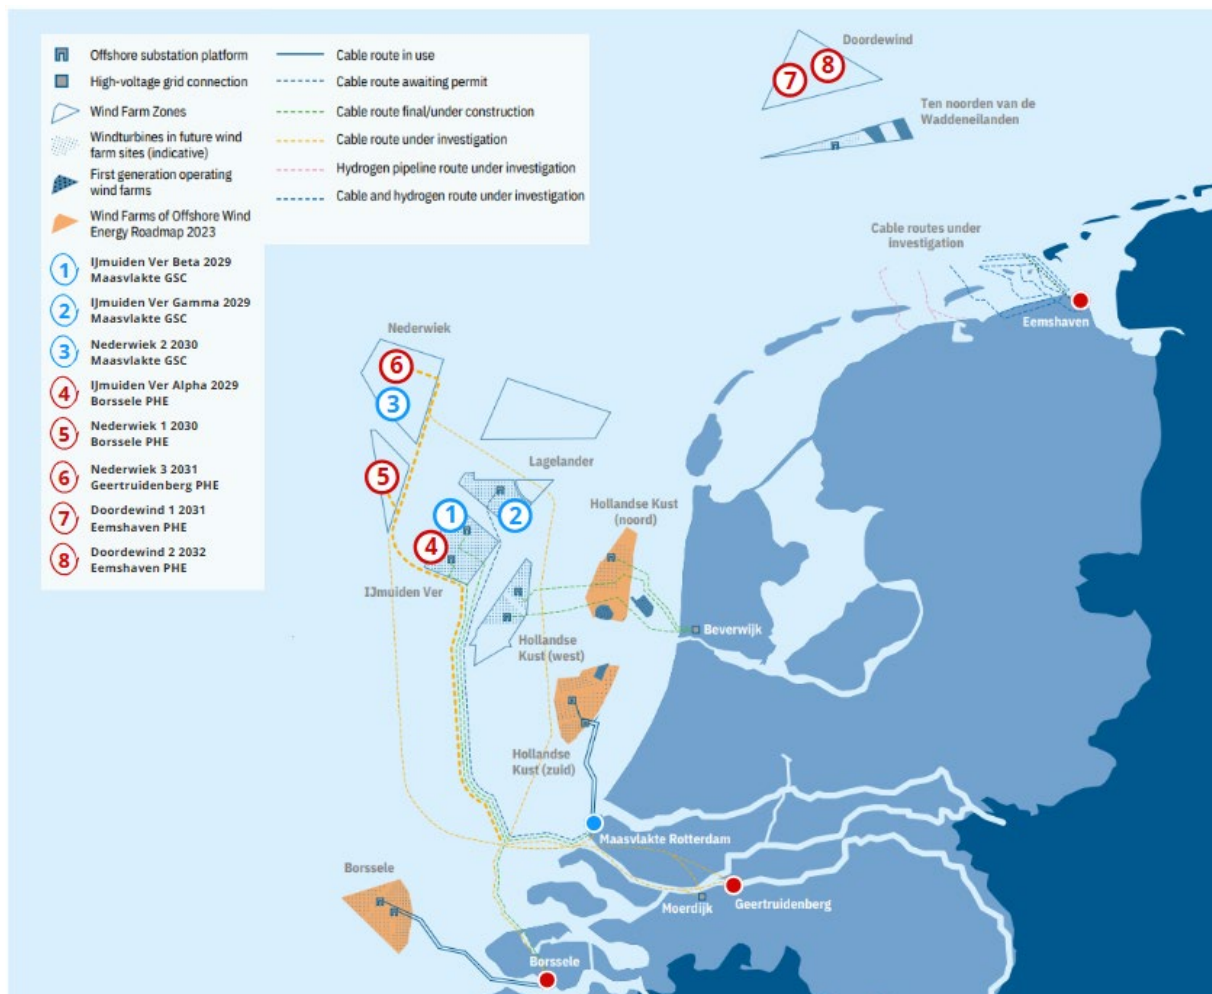 Offshore substation platform
High-voltage grid connection
Wind Farm Zones
Windturbines in future wind
farm sites (indicative)
First generation operating
wind farms
Wind Farms of Offshore Wind
Energy Roadmap 2023
Cable route in use
Cable route awaiting permit
Cable route final/under construction
Cable route under investigation
Hydrogen pipeline route under investigation
Cable and hydrogen route under investigation
1
IJmuiden Ver Beta 2029
Maasvlakte GSC
2
IJmuiden Ver Gamma 2029
Maasvlakte GSC
3
Nederwiek 2 2030
Maasvlakte GSC
4
IJmuiden Ver Alpha 2029
Borssele PHE
5
Nederwiek 1 2030
Borssele PHE
6
Nederwiek 3 2031
Geertruidenberg PHE
7
Doordewind 1 2031
Eemshaven PHE
8
Doordewind 2 2032
Eemshaven PHE
Doordewind
7
8
Ten noorden van de
Waddeneilanden
Cable routes under
investigation
Eemshaven
Nederwiek
6
3
5
Lagelander
1
2
4
IJmuiden Ver
Hollandse Kust
(noord)
Beverwijk
Hollandse
Kust (west)
Hollandse
Kust (zuid)
Maasvlakte Rotterdam
Borssele
Moerdijk
Geertruidenberg
Borssele